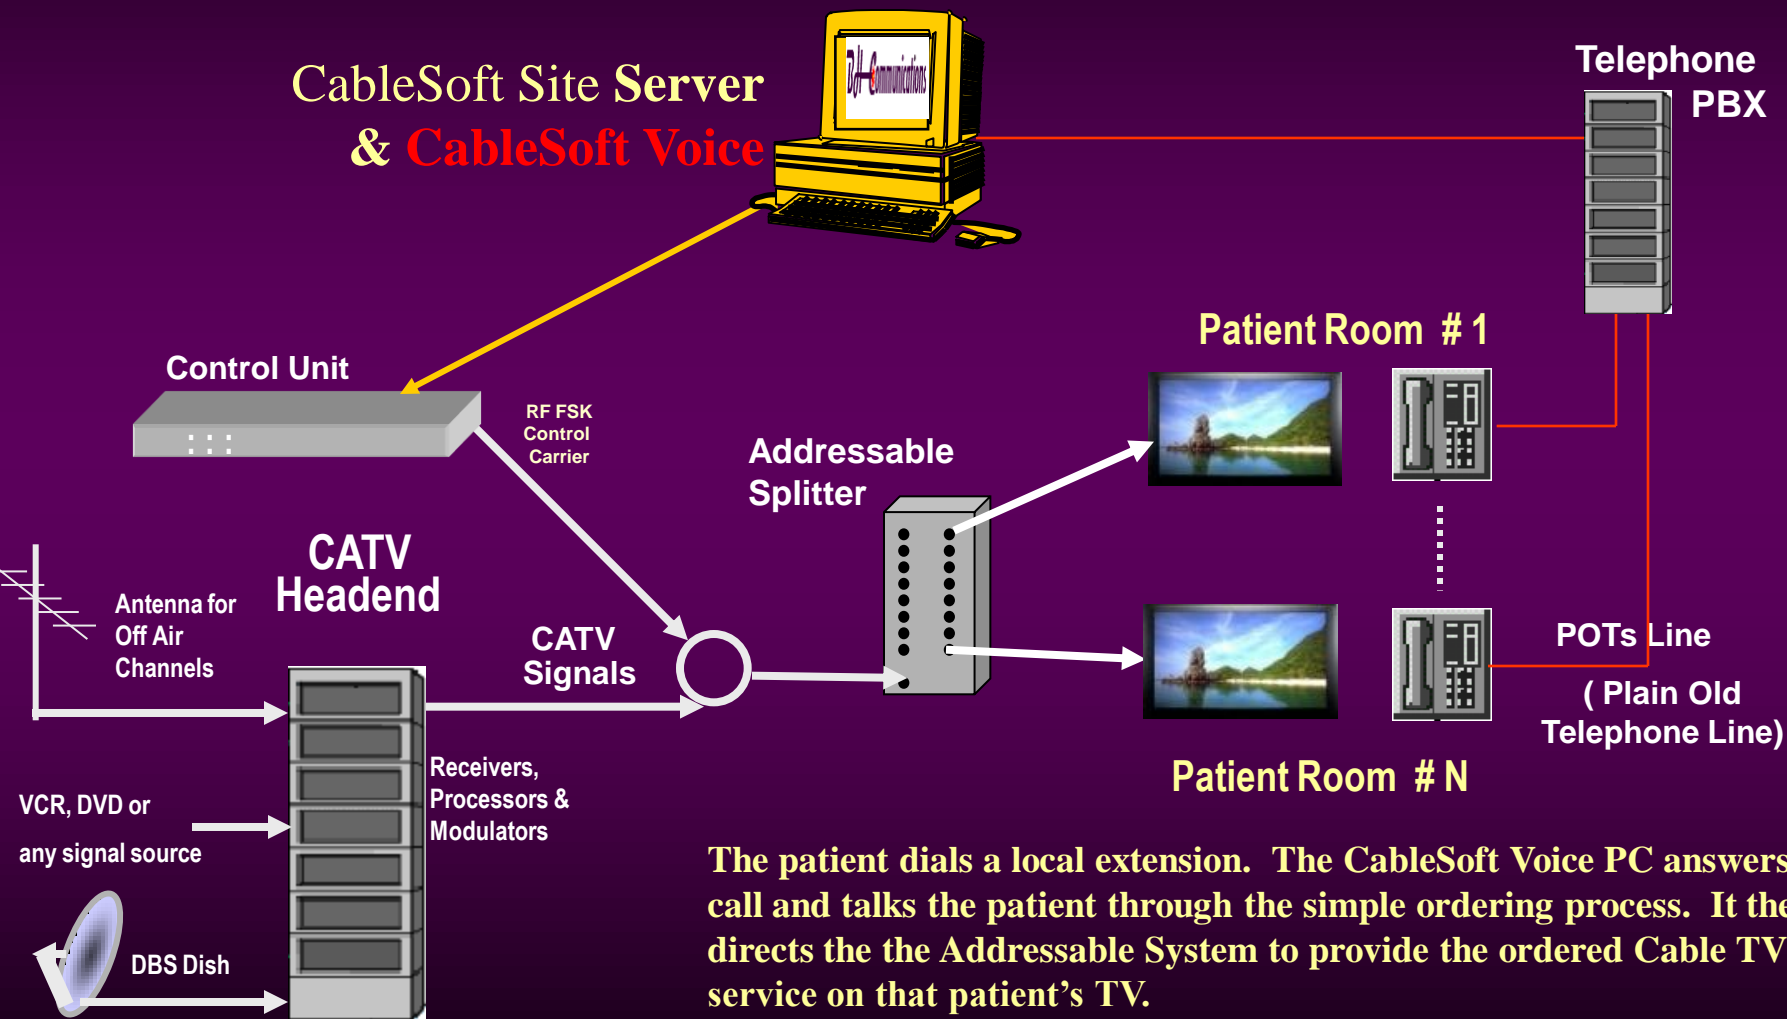 CableSoft Site Server
& CableSoft Voice
BJH Communications
Telephone
PBX
Control Unit
RF FSK
Control
Carrier
Patient Room # 1
Addressable
Splitter
CATV
Headend
Antenna for
Off Air
Channels
CATV
Signals
POTs Line
( Plain Old
Telephone Line)
Receivers,
Processors &
Modulators
VCR, DVD or
any signal source
Patient Room # N
DBS Dish
The patient dials a local extension. The CableSoft Voice PC answers
call and talks the patient through the simple ordering process. It the
directs the the Addressable System to provide the ordered Cable TV
service on that patient's TV.